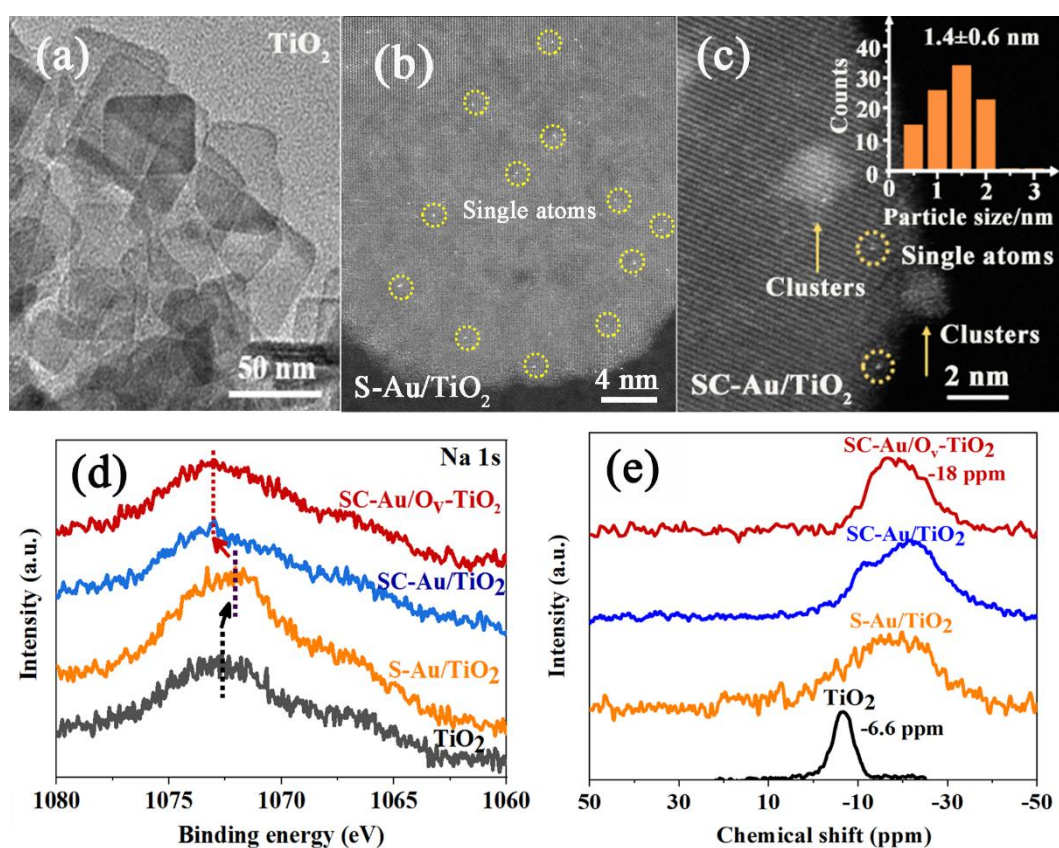 (a)
TiO₂
50 nm
(b)
Single atoms
S-Au/TiO₂
4 nm
(c)
1.4±0.6 nm
Counts
40
30
20
10
0
0 1 2 3
Particle size/nm
Single atoms
Clusters
Clusters
SC-Au/TiO₂
2 nm
(d)
Na 1s
SC-Au/Oᵥ-TiO₂
SC-Au/TiO₂
S-Au/TiO₂
TiO₂
Intensity (a.u.)
1080 1075 1070 1065 1060
Binding energy (eV)
(e)
SC-Au/Oᵥ-TiO₂
-18 ppm
SC-Au/TiO₂
S-Au/TiO₂
TiO₂
-6.6 ppm
Intensity (a.u.)
50 30 10 -10 -30 -50
Chemical shift (ppm)